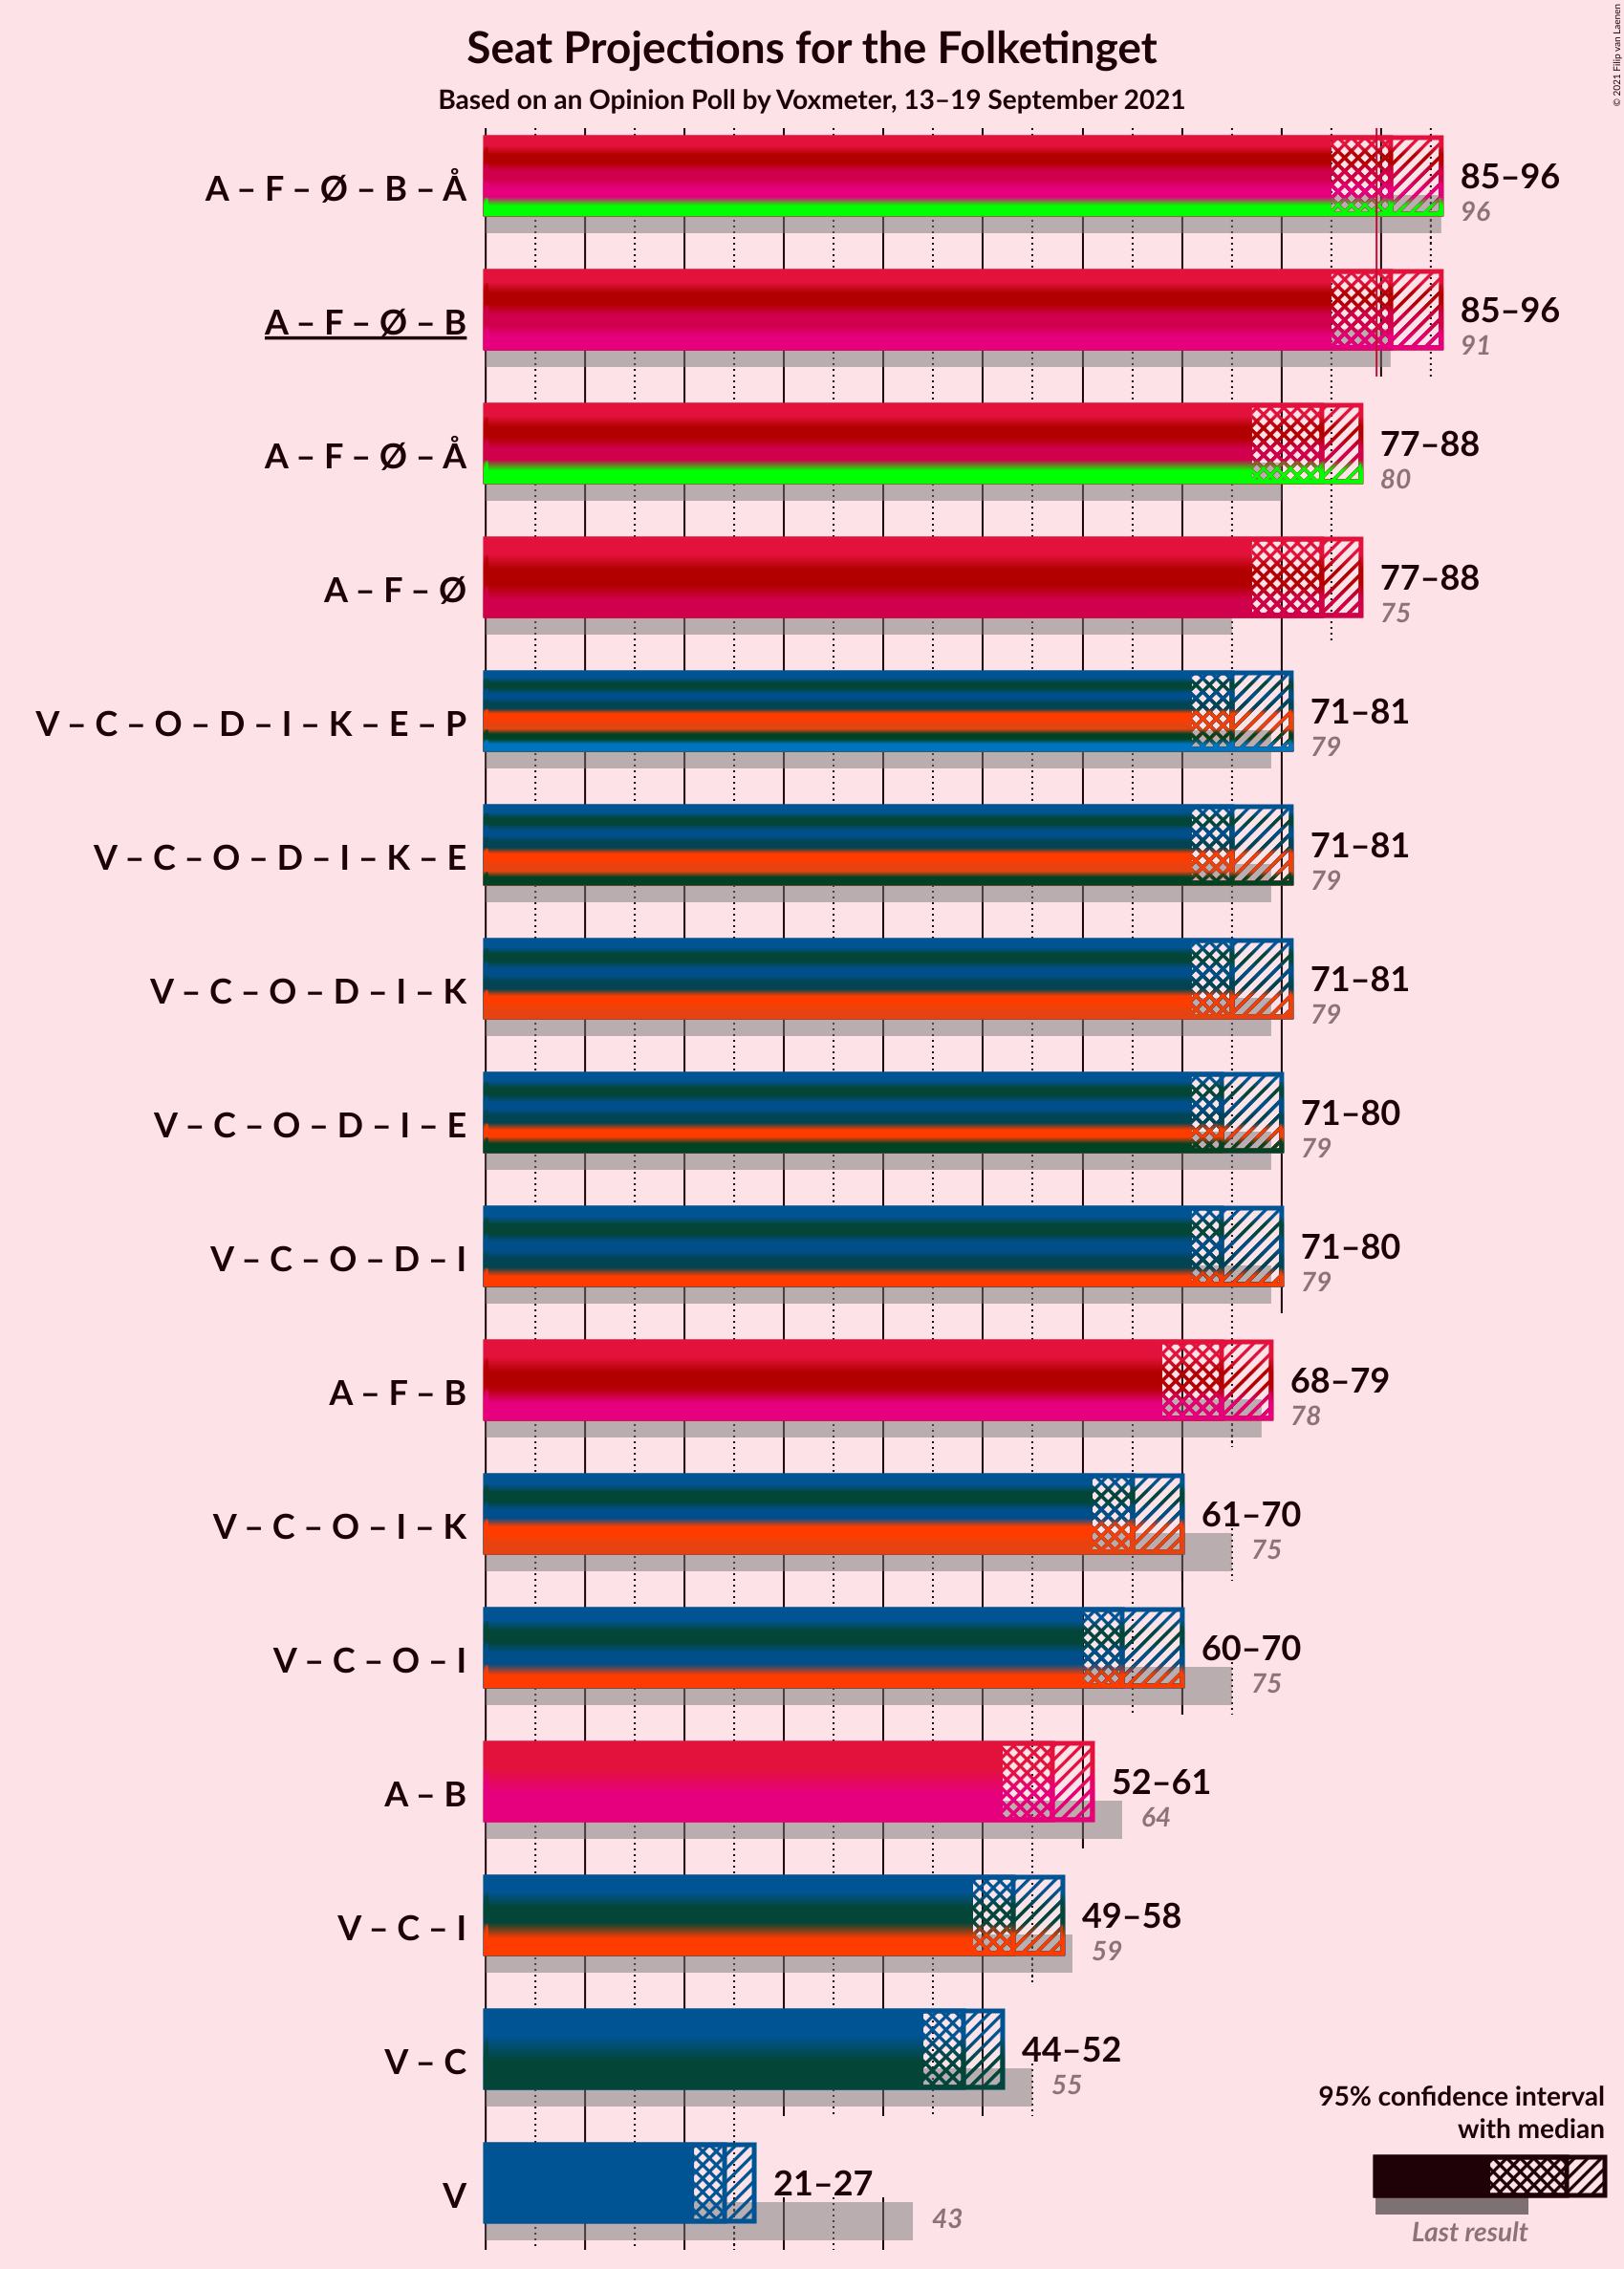 © 2021 Filip van Laenen
Seat Projections for the Folketinget
Based on an Opinion Poll by Voxmeter, 13–19 September 2021
A – F – Ø – B – Å
85–96
96
A – F – Ø – B
85–96
91
A – F – Ø – Å
77–88
80
A – F – Ø
77–88
75
V – C – O – D – I – K – E – P
71–81
79
V – C – O – D – I – K – E
71–81
79
V – C – O – D – I – K
71–81
79
V – C – O – D – I – E
71–80
79
V – C – O – D – I
71–80
79
A – F – B
68–79
78
V – C – O – I – K
61–70
75
V – C – O – I
60–70
75
A – B
52–61
64
V – C – I
49–58
59
V – C
44–52
55
V
21–27
43
95% confidence interval
with median
Last result